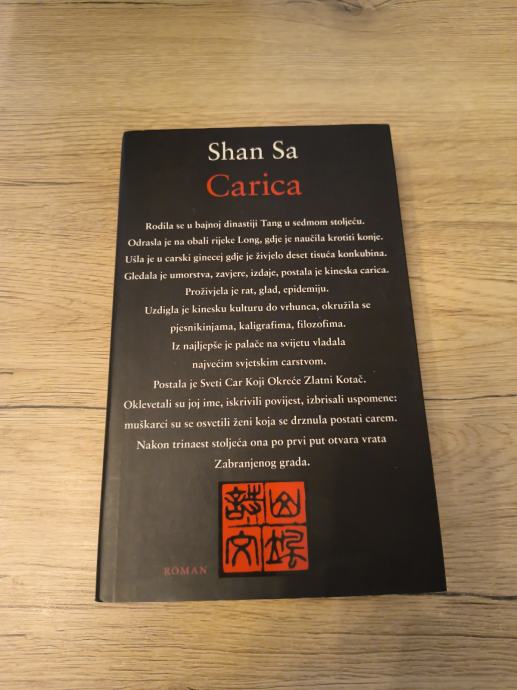 Shan Sa
Carica
Rodila se u bajnoj dinastiji Tang u sedmom stoljeću.
Odrasla je na obali rijeke Long, gdje je naučila krotiti konje.
Ušla je u carski ginecej gdje je živjelo deset tisuća konkubina.
Gledala je umorstva, zavjere, izdaje, postala je kineska carica.
Proživjela je rat, glad, epidemiju.
Uzdigla je kinesku kulturu do vrhunca, okružila se
pjesnikinjama, kaligrafima, filozofima.
Iz najljepše je palače na svijetu vladala
najvećim svjetskim carstvom.
Postala je Sveti Car Koji Okreće Zlatni Kotač.
Oklevetali su joj ime, iskrivili povijest, izbrisali uspomene:
muškarci su se osvetili ženi koja se drznula postati carem.
Nakon trinaest stoljeća ona po prvi put otvara vrata
Zabranjenog grada.
ROMAN